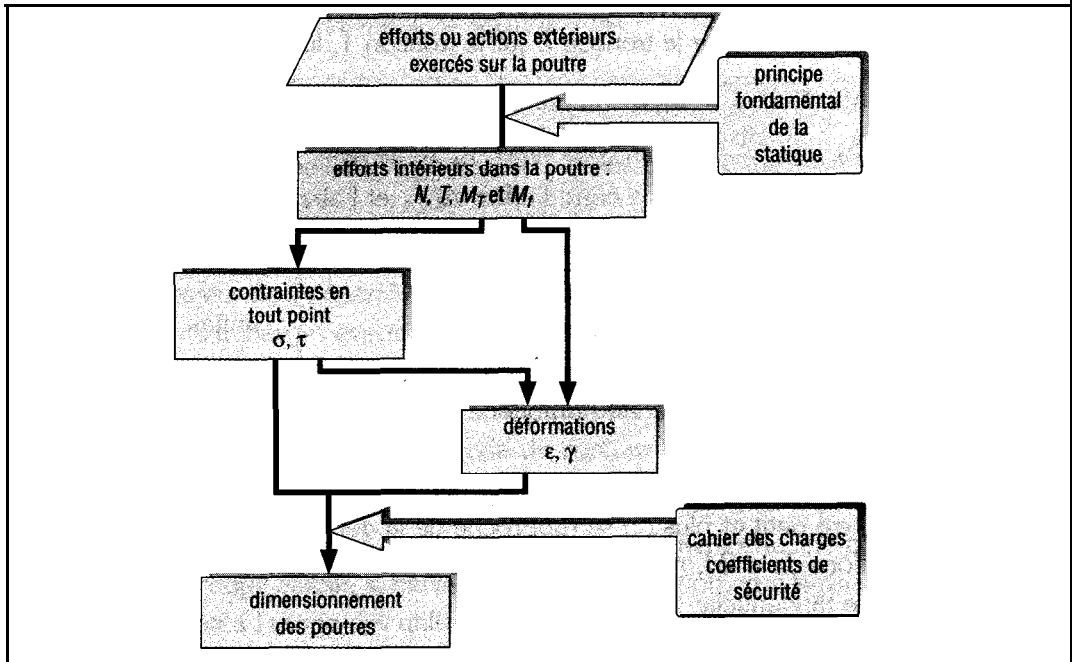 efforts ou actions extérieurs
exercés sur la poutre
principe
fondamental
de la
statique
efforts intérieurs dans la poutre :
N, T, M_T et M_f
contraintes en
tout point
σ, τ
déformations
ε, γ
cahier des charges
coefficients de
sécurité
dimensionnement
des poutres